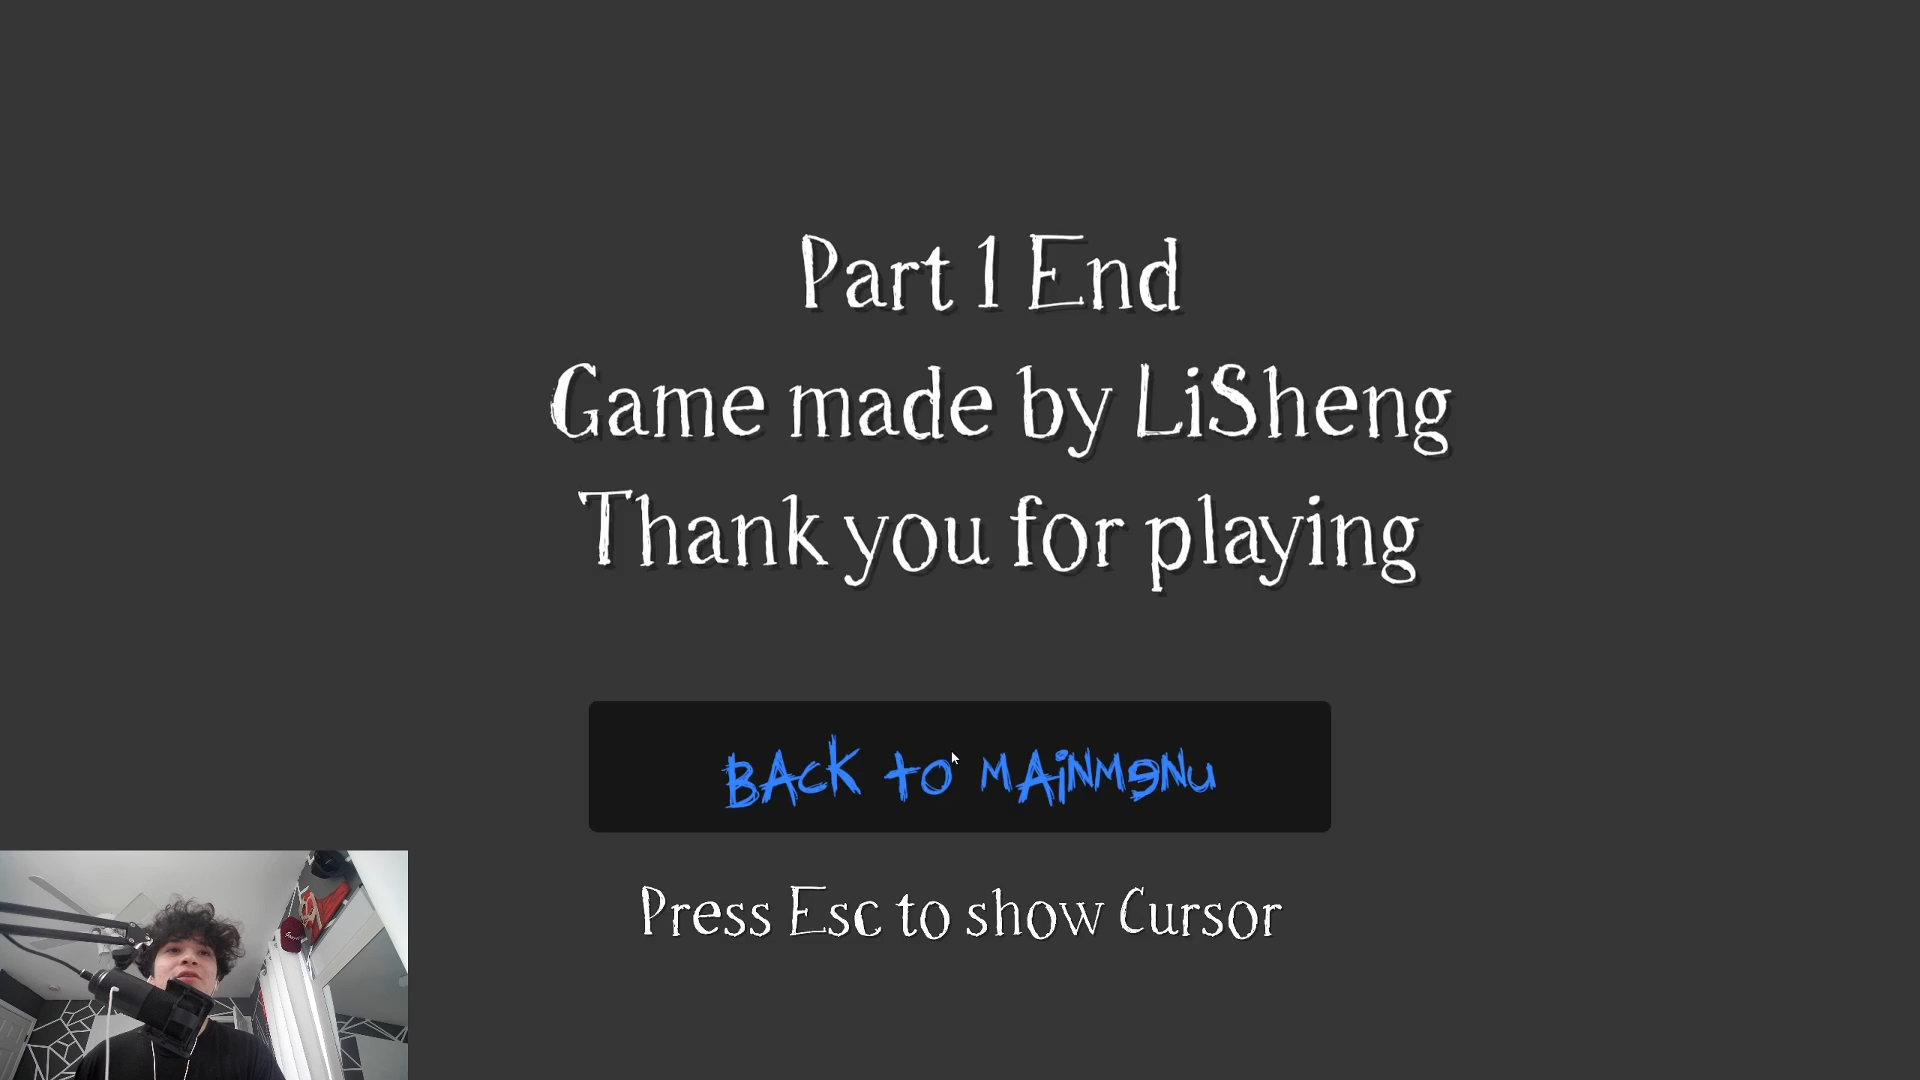 Part 1 End
Game made by LiSheng
Thank you for playing
BACK to MAiNMeNu
Press Esc to show Cursor